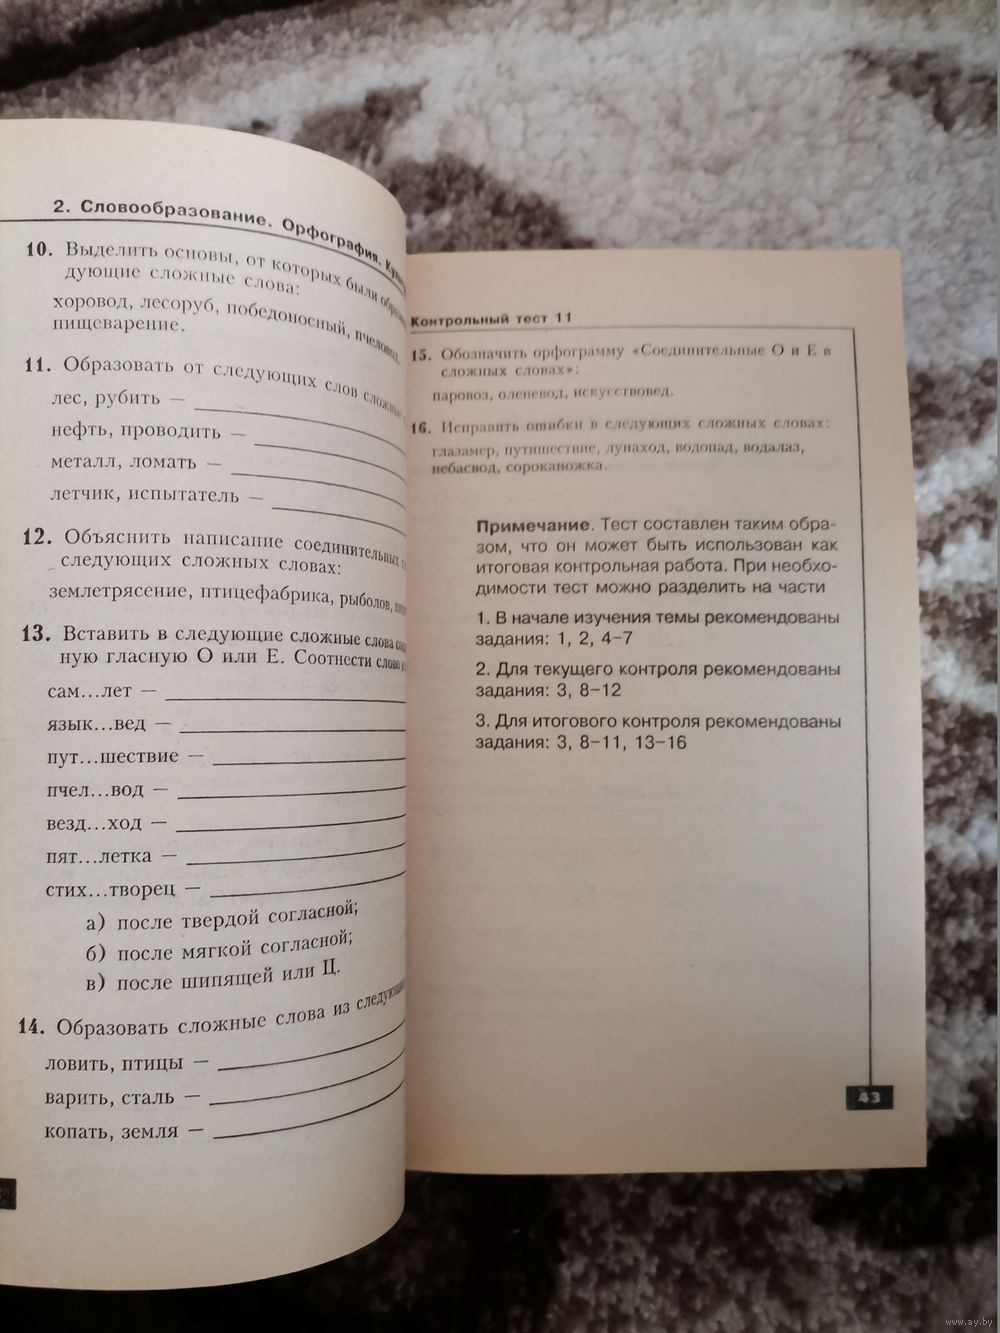 2. Словообразование. Орфография.
10. Выделить основы, от которых были
дующие сложные слова:
хоровод, лесоруб, победоносный, пчеловод,
пищеварение.
11. Образовать от следующих слов сложные
лес, рубить —
нефть, проводить —
металл, ломать —
летчик, испытатель —
12. Объяснить написание соединительных
следующих сложных словах:
землетрясение, птицефабрика, рыболов,
13. Вставить в следующие сложные слова
ную гласную О или Е. Соотнести слово
сам...лет —
язык...вед —
пут...шествие —
пчел...вод —
везд...ход —
пят...летка —
стих...творец —
а) после твердой согласной;
б) после мягкой согласной;
в) после шипящей или Ц.
14. Образовать сложные слова из
ловить, птицы —
варить, сталь —
копать, земля —
Контрольный тест 11
15. Обозначить орфограмму «Соединительные О и Е в
сложных словах»:
паровоз, оленевод, искусствовед.
16. Исправить ошибки в следующих сложных словах:
глазамер, путишествие, лунаход, водопад, водалаз,
небасвод, сороканожка.
Примечание. Тест составлен таким обра-
зом, что он может быть использован как
итоговая контрольная работа. При необхо-
димости тест можно разделить на части
1. В начале изучения темы рекомендованы
задания: 1, 2, 4–7
2. Для текущего контроля рекомендованы
задания: 3, 8–12
3. Для итогового контроля рекомендованы
задания: 3, 8–11, 13–16
43
www.ay.by